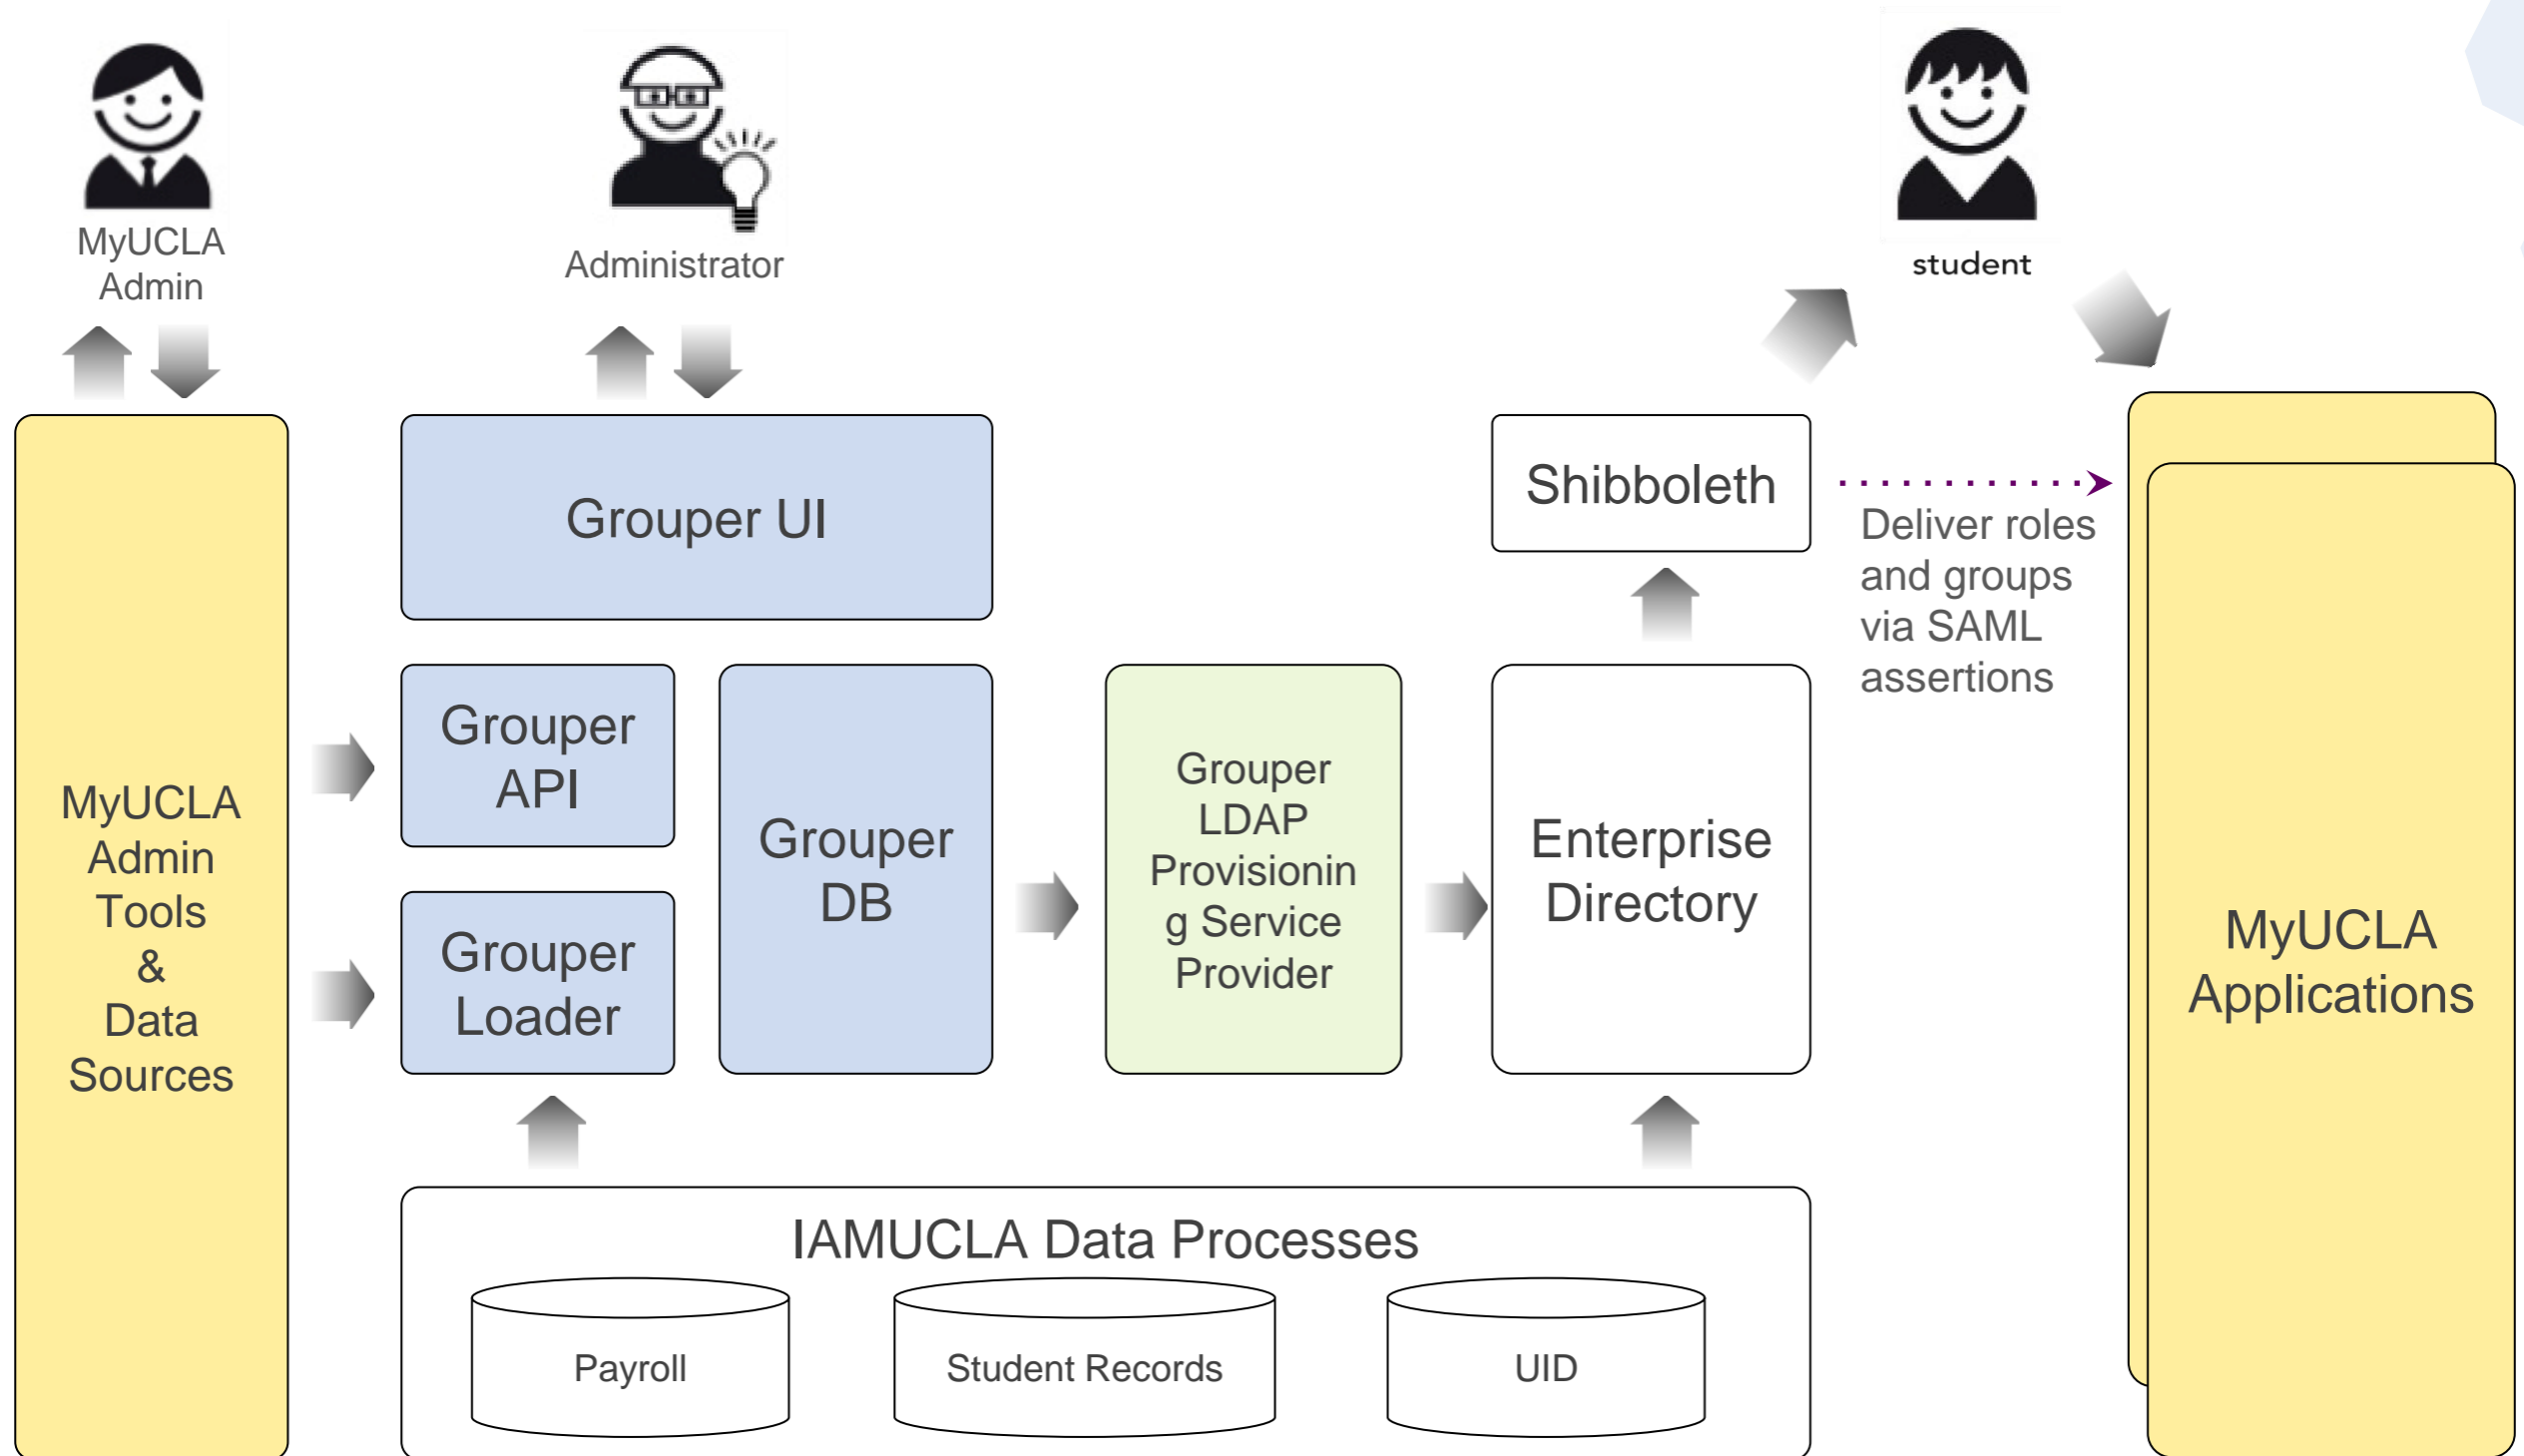 MyUCLA
Admin
Administrator
student
MyUCLA
Admin
Tools
&
Data
Sources
Grouper UI
Grouper
API
Grouper
Loader
Grouper
DB
Grouper
LDAP
Provisionin
g Service
Provider
Shibboleth
Enterprise
Directory
Deliver roles
and groups
via SAML
assertions
MyUCLA
Applications
IAMUCLA Data Processes
Payroll
Student Records
UID